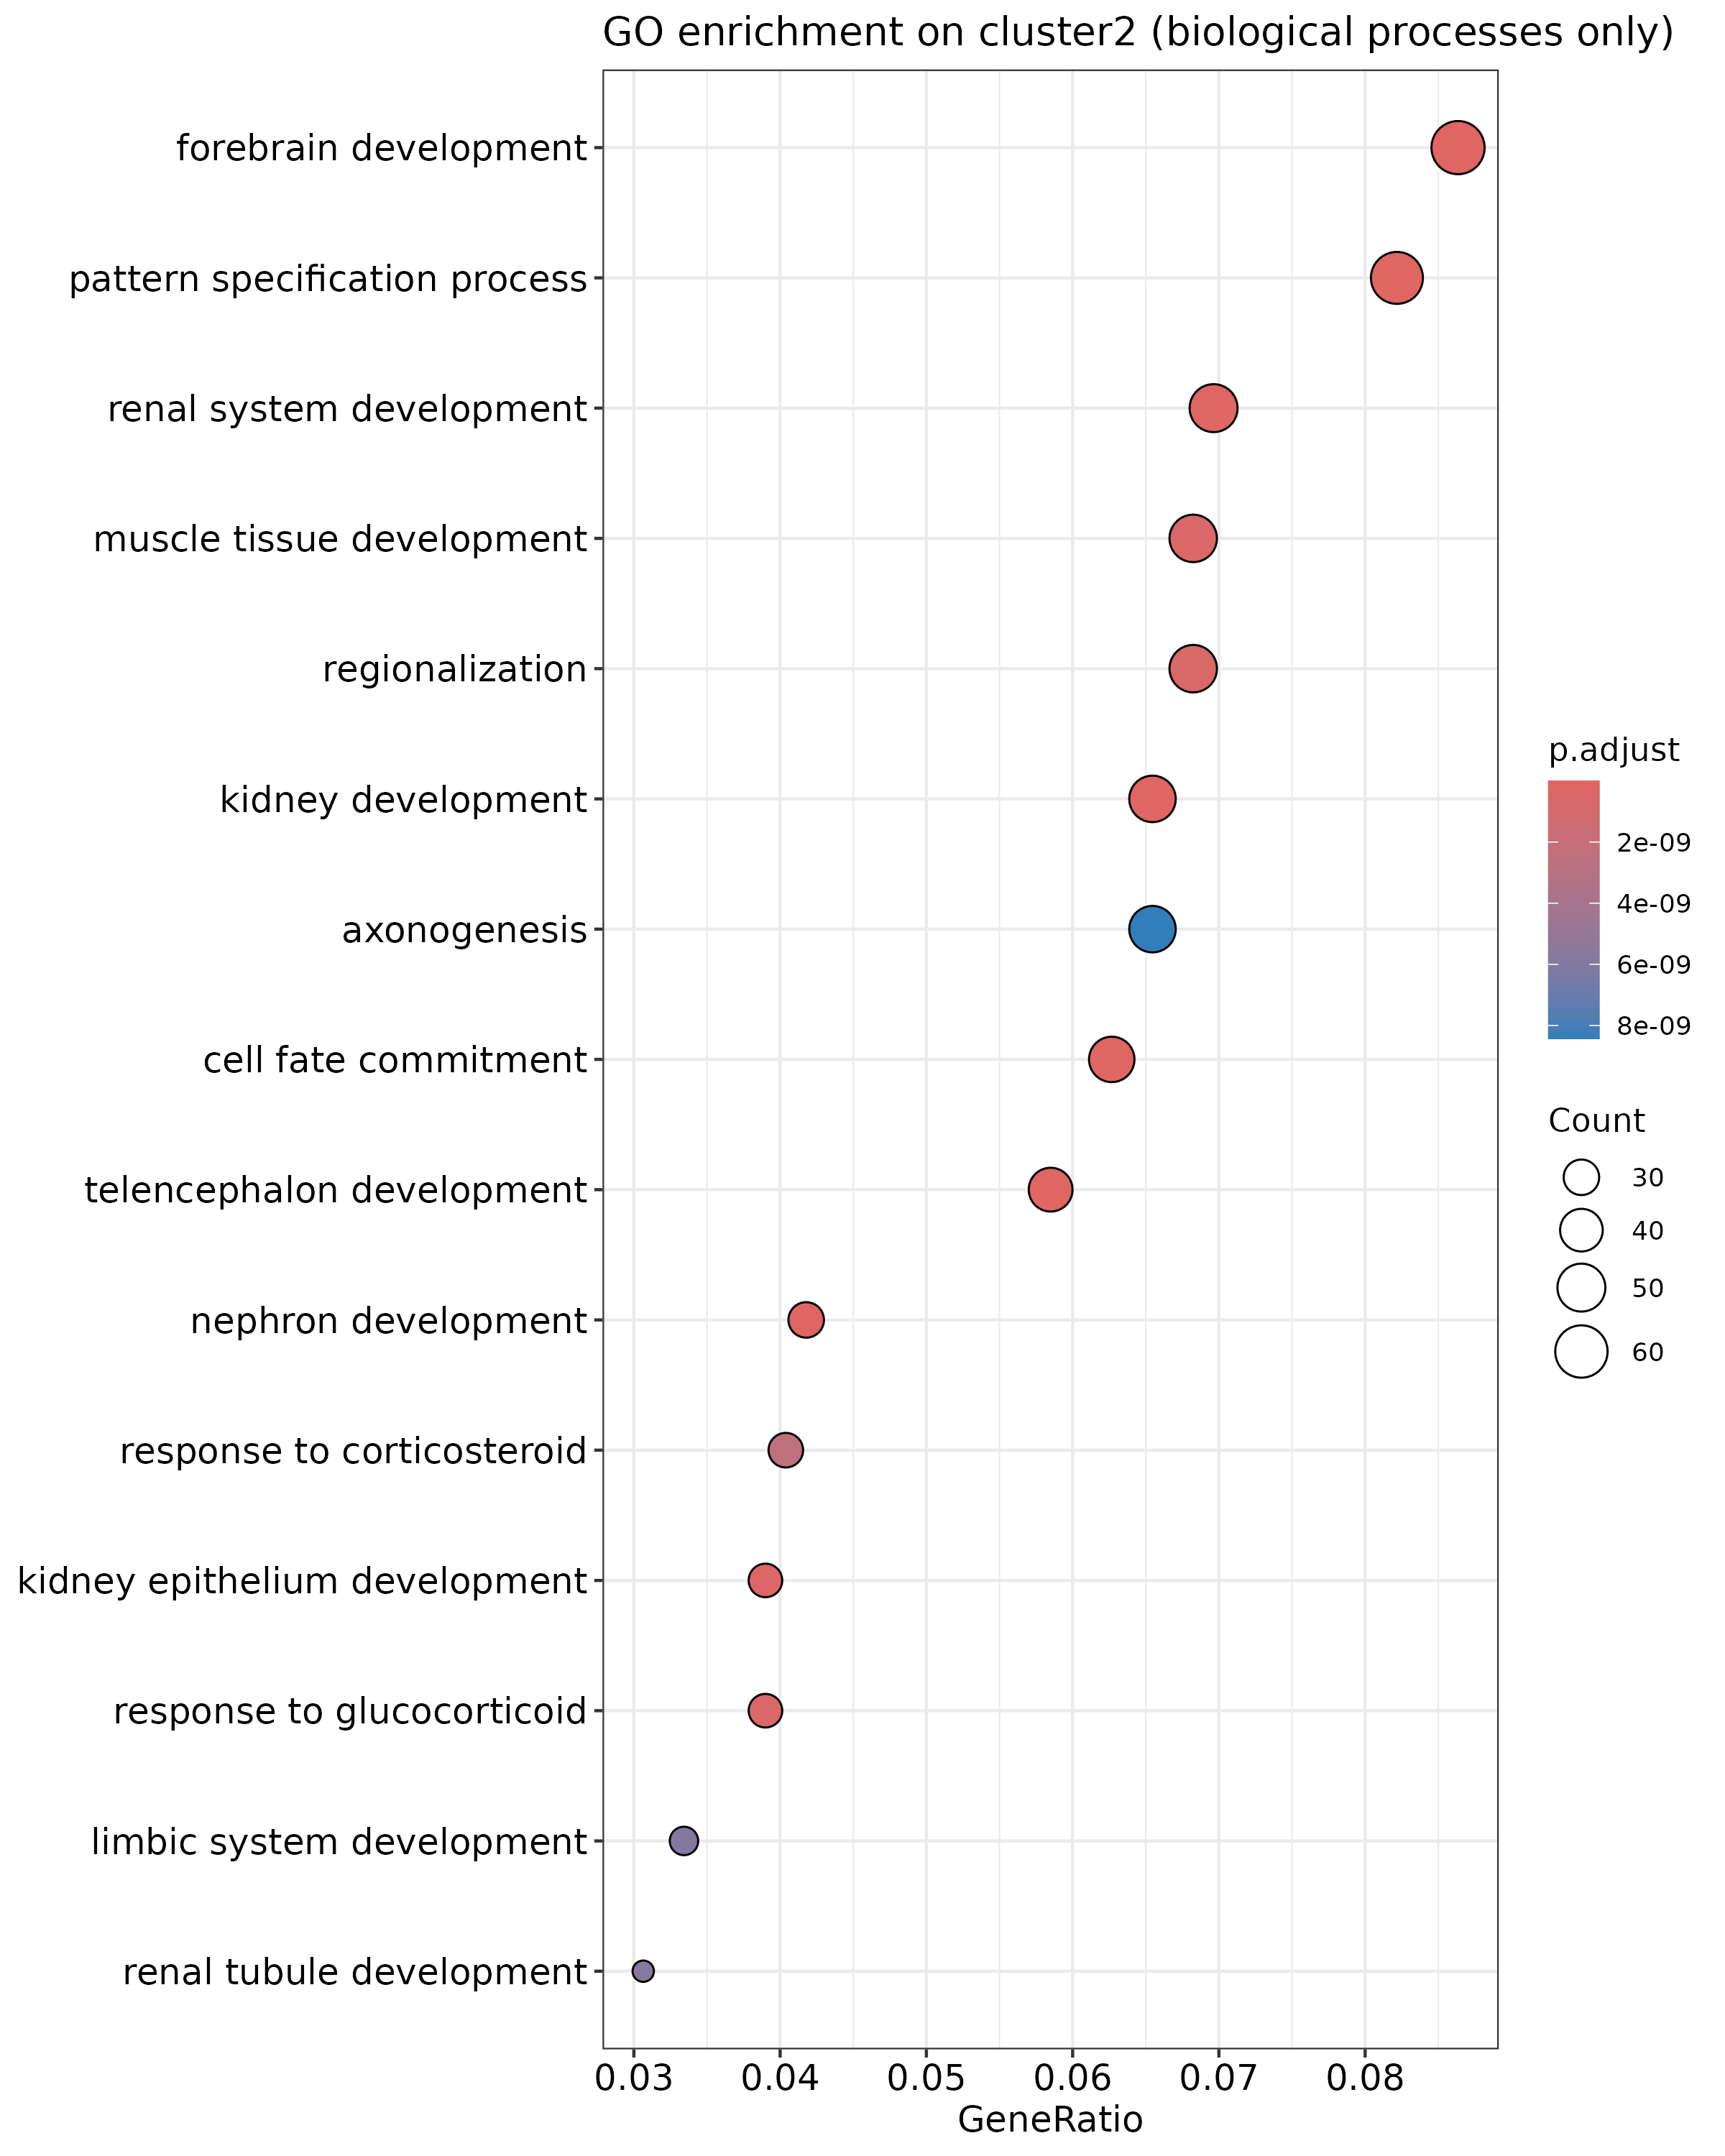 GO enrichment on cluster2 (biological processes only)
forebrain development
pattern specification process
renal system development
muscle tissue development
regionalization
kidney development
axonogenesis
cell fate commitment
telencephalon development
nephron development
response to corticosteroid
kidney epithelium development
response to glucocorticoid
limbic system development
renal tubule development
0.03 0.04 0.05 0.06 0.07 0.08
GeneRatio
p.adjust
2e-09
4e-09
6e-09
8e-09
Count
30
40
50
60